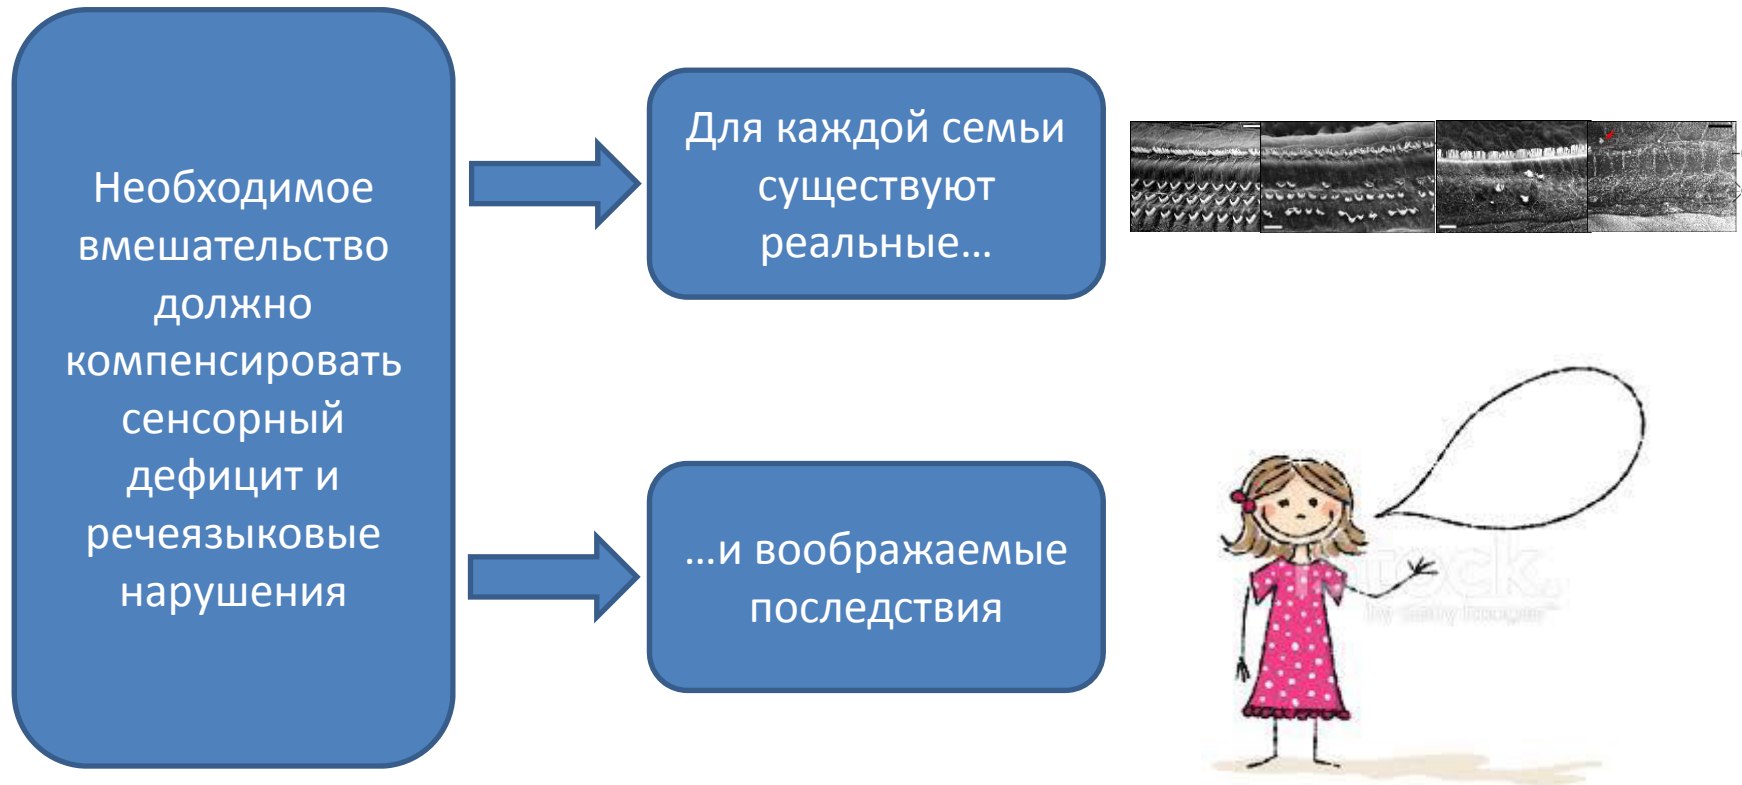 Необходимое
вмешательство
должно
компенсировать
сенсорный
дефицит и
речеязыковые
нарушения
Для каждой семьи
существуют
реальные…
…и воображаемые
последствия